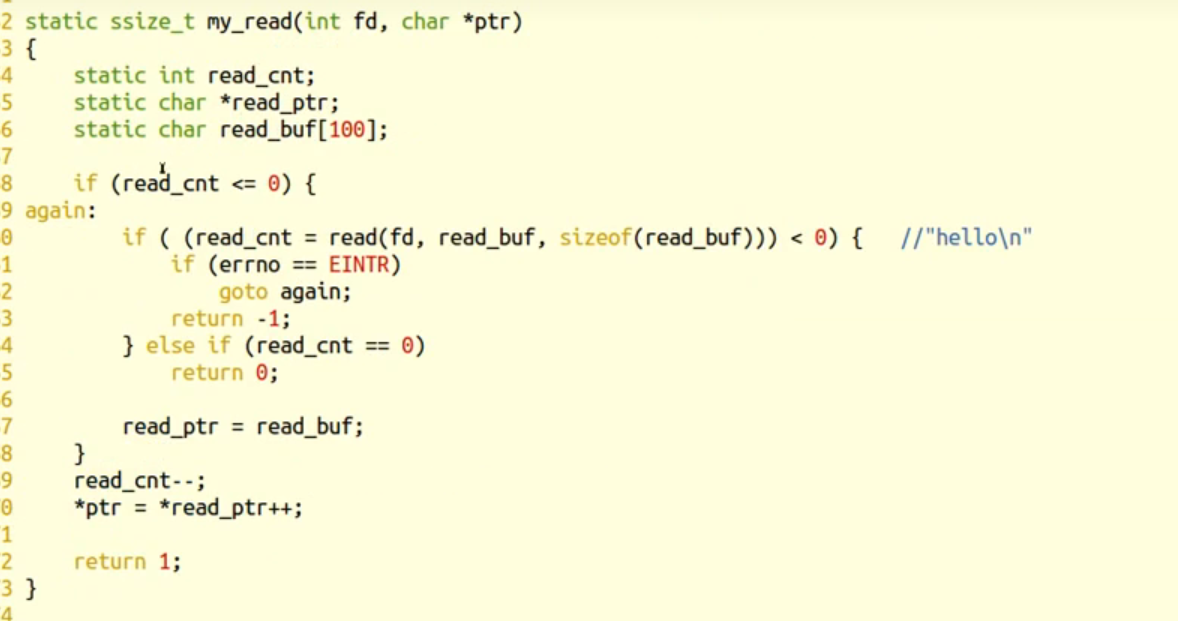 2 static ssize_t my_read(int fd, char *ptr)
3 {
4     static int read_cnt;
5     static char *read_ptr;
6     static char read_buf[100];
7
8     if (read_cnt <= 0) {
9 again:
0         if ( (read_cnt = read(fd, read_buf, sizeof(read_buf))) < 0) {   //"hello\n"
1             if (errno == EINTR)
2                 goto again;
3             return -1;
4         } else if (read_cnt == 0)
5             return 0;
6
7         read_ptr = read_buf;
8     }
9     read_cnt--;
0     *ptr = *read_ptr++;
1
2     return 1;
3 }
4